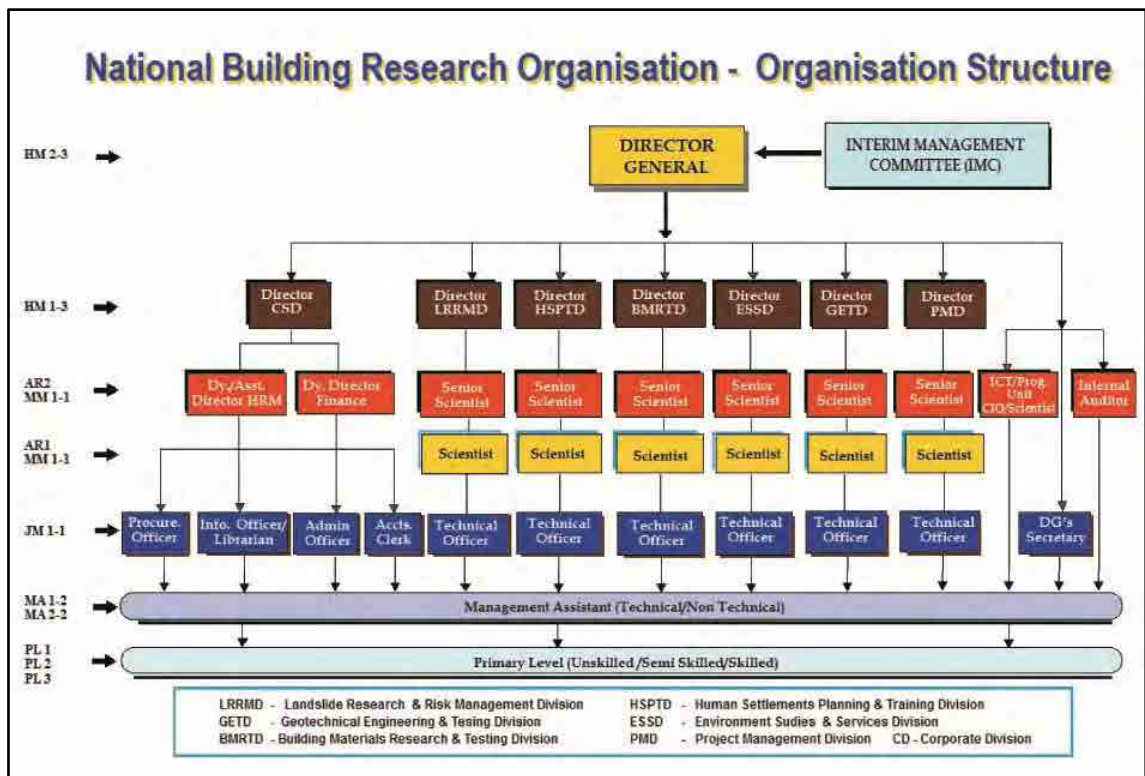 National Building Research Organisation - Organisation Structure
HM 2-3
DIRECTOR
GENERAL
INTERIM MANAGEMENT
COMMITTEE (IMC)
HM 1-3
Director
CSD
Director
LRRMD
Director
HSPTD
Director
BMRTD
Director
ESSD
Director
GETD
Director
PMD
AR2
MM 1-1
Dy./Asst.
Director HRM
Dy. Director
Finance
Senior
Scientist
Senior
Scientist
Senior
Scientist
Senior
Scientist
Senior
Scientist
Senior
Scientist
ICT/Prog.
Unit
CIO/Scientist
Internal
Auditor
AR1
MM 1-1
Scientist
Scientist
Scientist
Scientist
Scientist
Scientist
JM 1-1
Procure.
Officer
Info. Officer/
Librarian
Admin
Officer
Accts.
Clerk
Technical
Officer
Technical
Officer
Technical
Officer
Technical
Officer
Technical
Officer
Technical
Officer
DG's
Secretary
MA 1-2
MA 2-2
Management Assistant (Technical/Non Technical)
PL 1
PL 2
PL 3
Primary Level (Unskilled /Semi Skilled/Skilled)
LRRMD - Landslide Research & Risk Management Division
HSPTD - Human Settlements Planning & Training Division
GETD - Geotechnical Engineering & Tesing Division
ESSD - Environment Sudies & Services Division
BMRTD - Building Materials Research & Testing Division
PMD - Project Management Division CD - Corporate Division